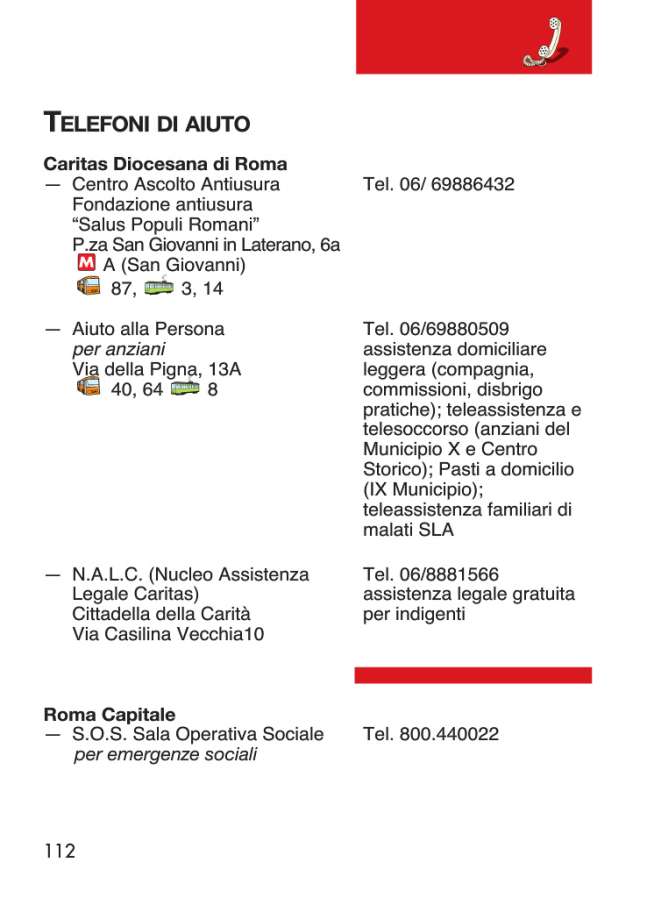 TELEFONI DI AIUTO
Caritas Diocesana di Roma
— Centro Ascolto Antiusura Tel. 06/ 69886432
Fondazione antiusura
“Salus Populi Romani”
P.za San Giovanni in Laterano, 6a
M A (San Giovanni)
87, 3, 14
— Aiuto alla Persona Tel. 06/69880509
per anziani assistenza domiciliare
Via della Pigna, 13A leggera (compagnia,
40, 64 8 commissioni, disbrigo
pratiche); teleassistenza e
telesoccorso (anziani del
Municipio X e Centro
Storico); Pasti a domicilio
(IX Municipio);
teleassistenza familiari di
malati SLA
— N.A.L.C. (Nucleo Assistenza Tel. 06/8881566
Legale Caritas) assistenza legale gratuita
Cittadella della Carità per indigenti
Via Casilina Vecchia10
Roma Capitale
— S.O.S. Sala Operativa Sociale Tel. 800.440022
per emergenze sociali
112